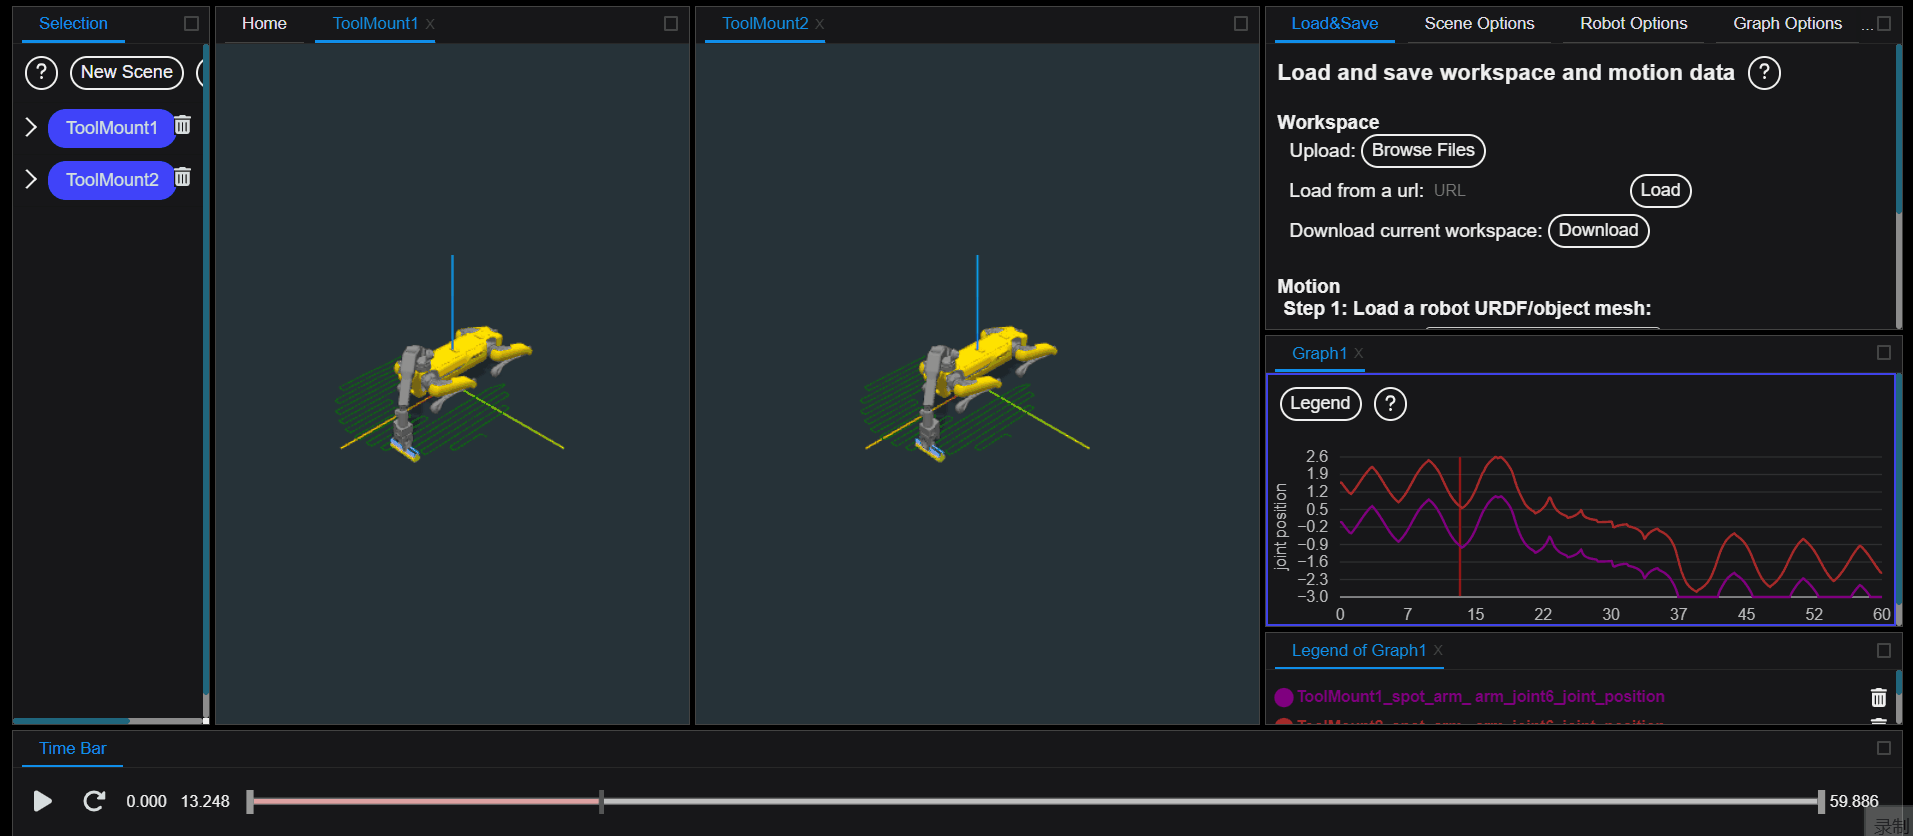 Selection
? New Scene
ToolMount1
ToolMount2
Home ToolMount1 X
ToolMount2 X
Load&Save Scene Options Robot Options Graph Options ...
Load and save workspace and motion data ?
Workspace
Upload: Browse Files
Load from a url: URL Load
Download current workspace: Download
Motion
Step 1: Load a robot URDF/object mesh:
Graph1 X
Legend ?
joint position
2.6
1.9
1.2
0.5
−0.2
−0.9
−1.6
−2.3
−3.0
0 7 15 22 30 37 45 52 60
Legend of Graph1 X
ToolMount1_spot_arm_ arm_joint6_joint_position
ToolMount2_spot_arm_ arm_joint6_joint_position
Time Bar
0.000 13.248 59.886
录制